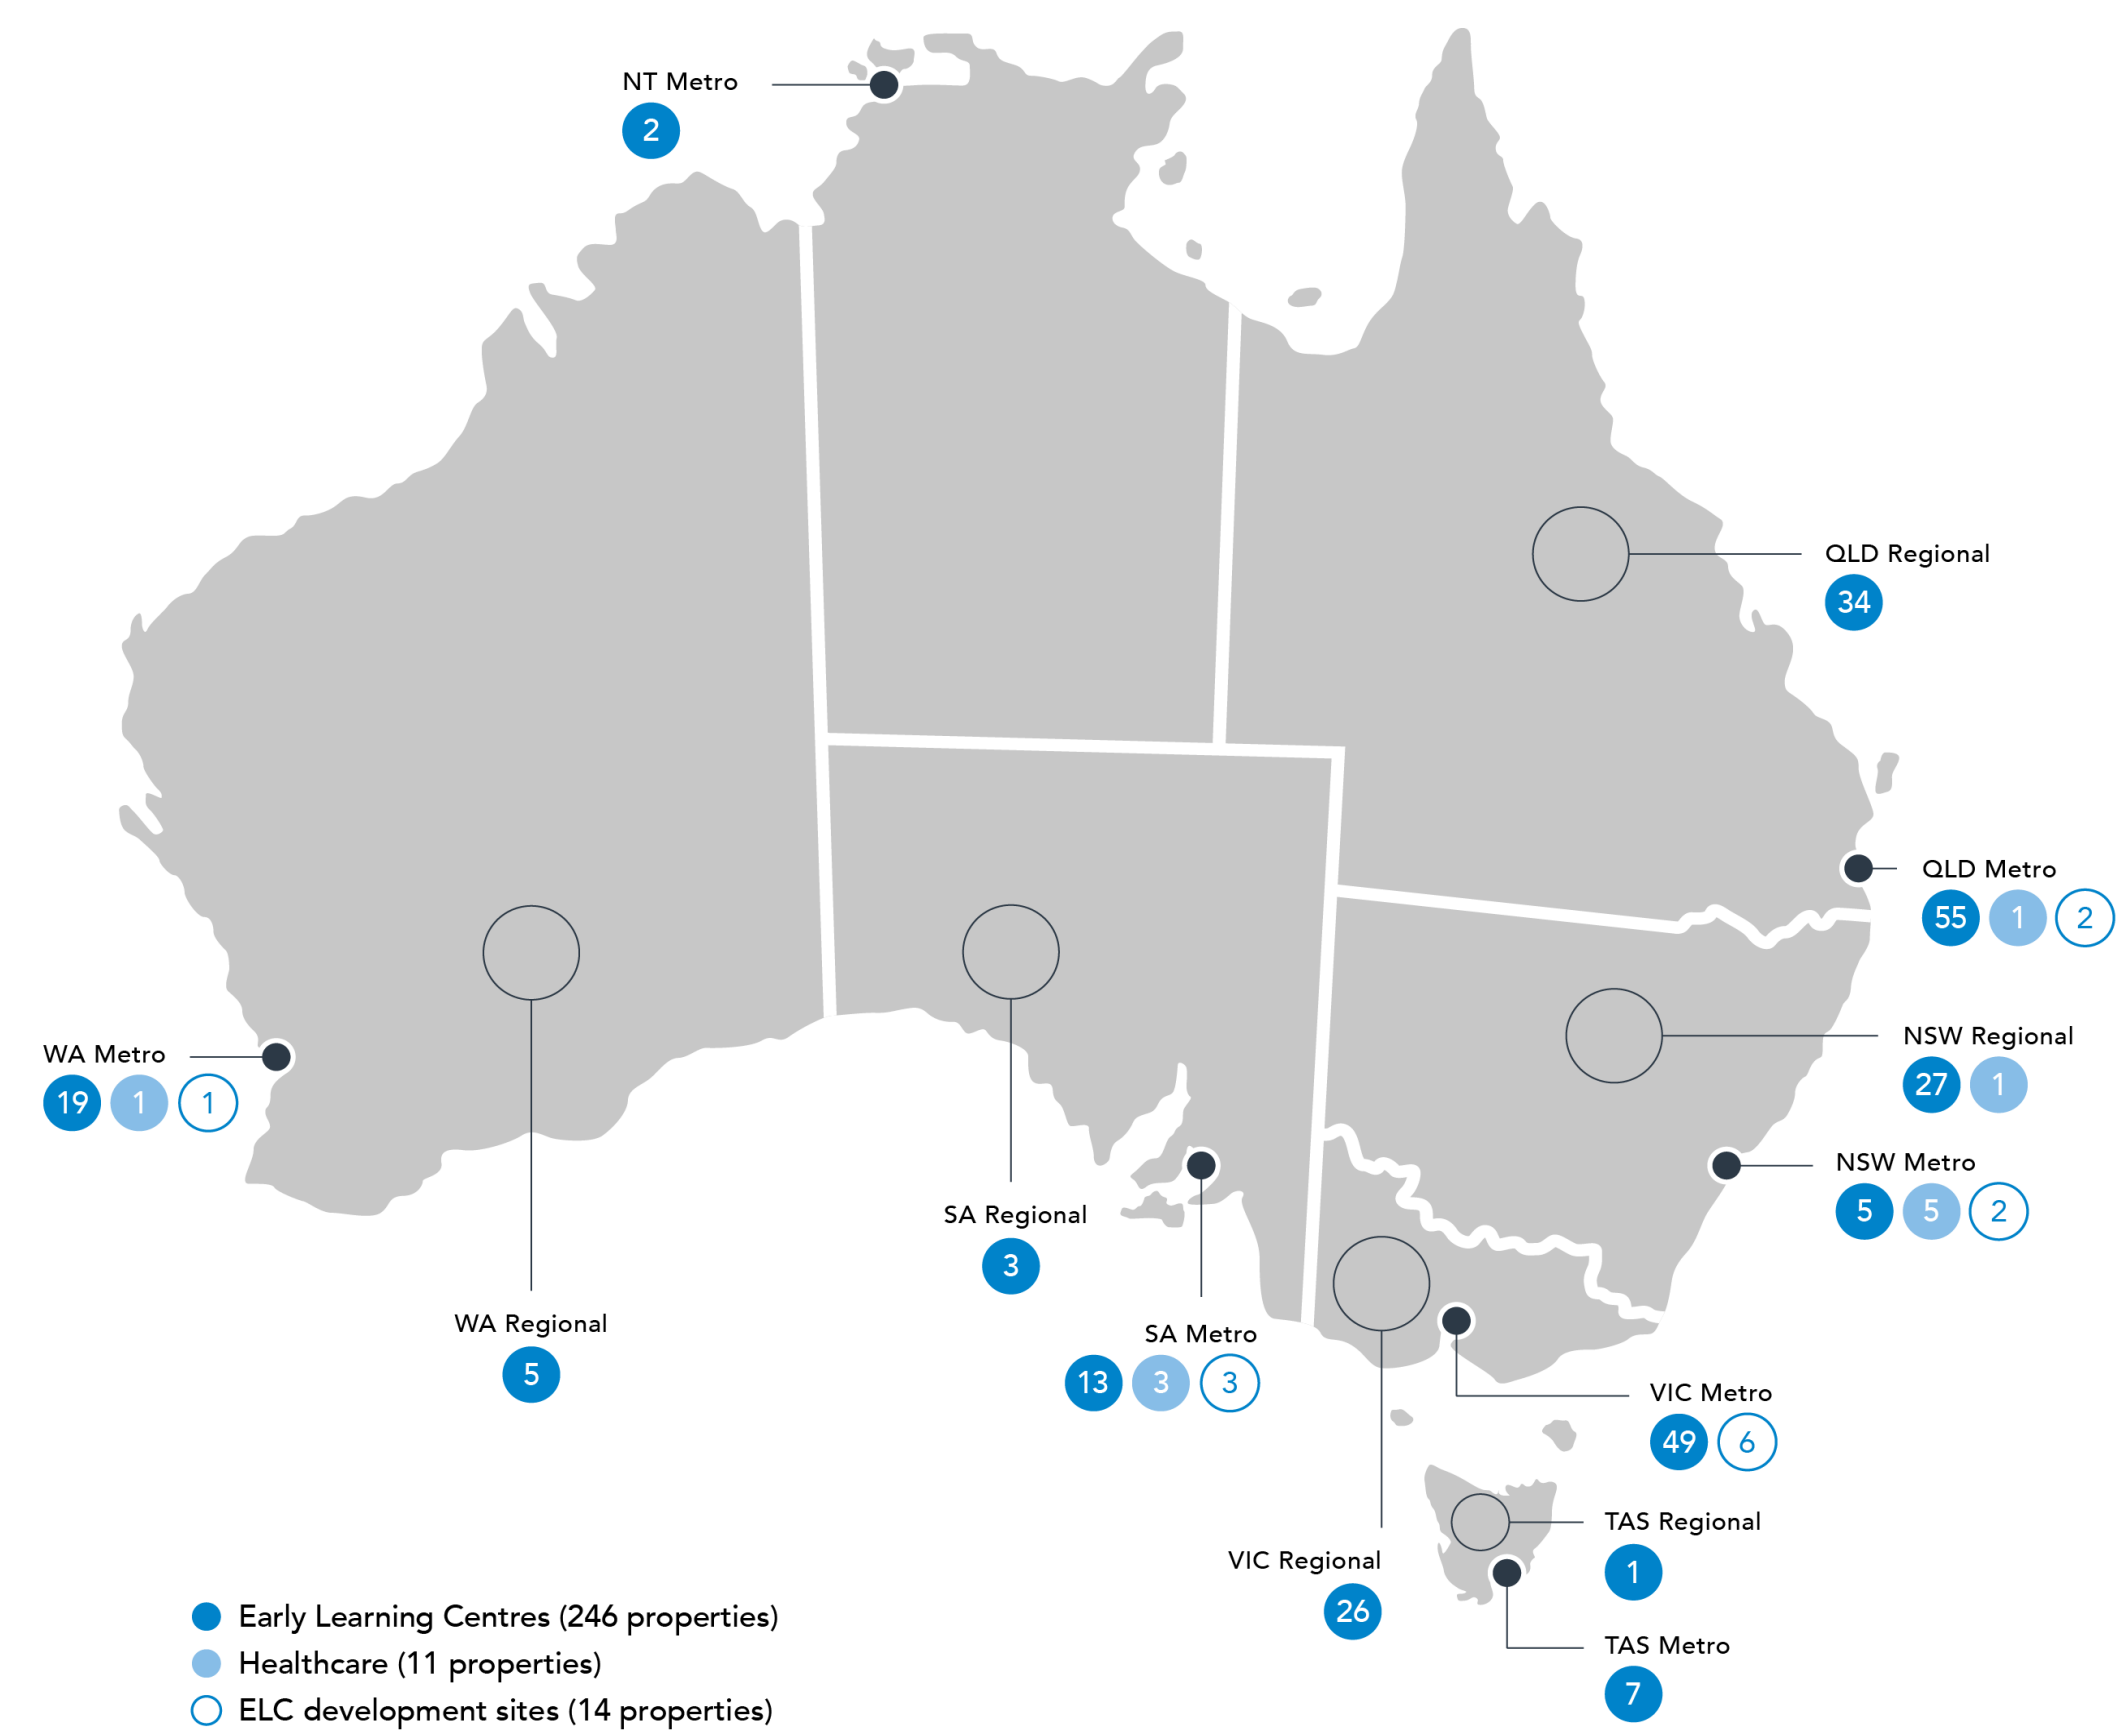 NT Metro
2
QLD Regional
34
QLD Metro
55 1 2
NSW Regional
27 1
WA Metro
19 1 1
NSW Metro
5 5 2
SA Regional
3
WA Regional
5
SA Metro
13 3 3
VIC Metro
49 6
TAS Regional
1
VIC Regional
26
TAS Metro
7
Early Learning Centres (246 properties)
Healthcare (11 properties)
ELC development sites (14 properties)